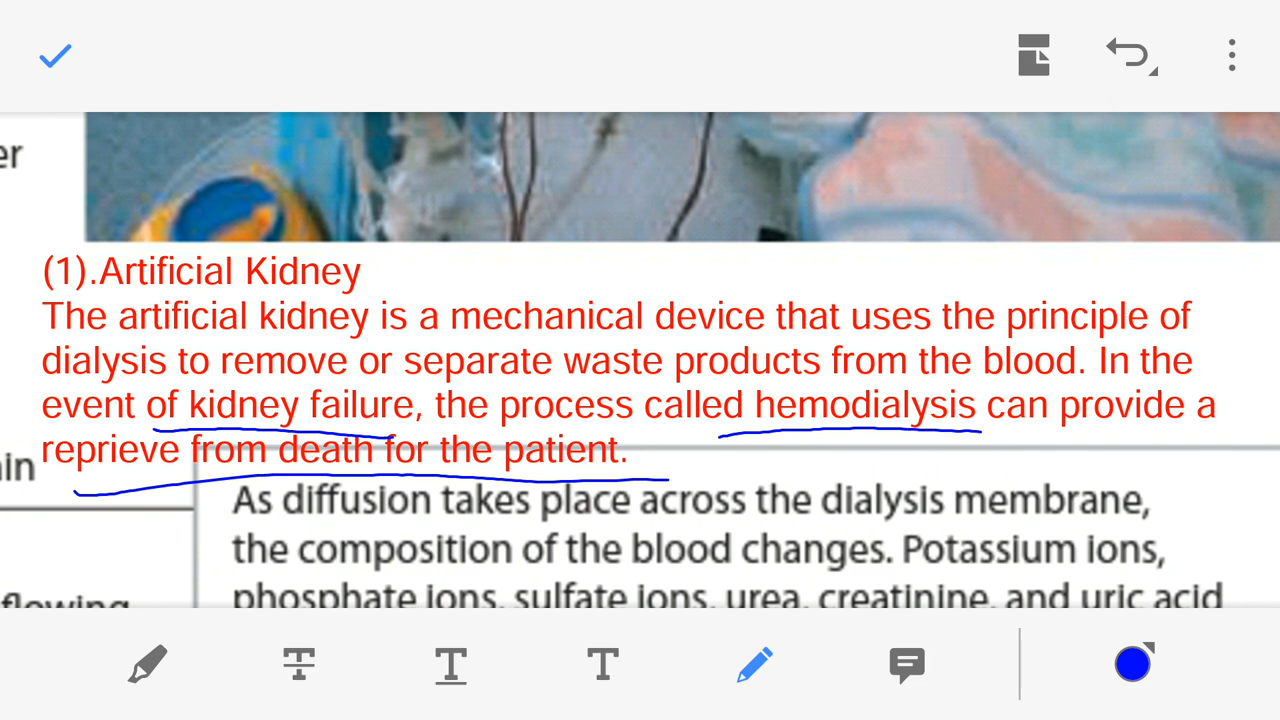 er
(1).Artificial Kidney
The artificial kidney is a mechanical device that uses the principle of
dialysis to remove or separate waste products from the blood. In the
event of kidney failure, the process called hemodialysis can provide a
reprieve from death for the patient.
in
As diffusion takes place across the dialysis membrane,
the composition of the blood changes. Potassium ions,
flowing
phosphate ions, sulfate ions, urea, creatinine, and uric acid